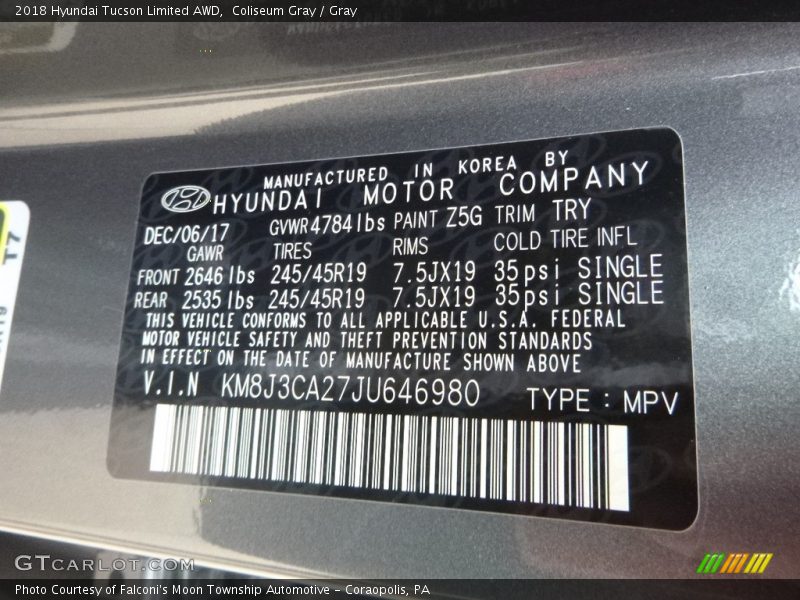 2018 Hyundai Tucson Limited AWD, Coliseum Gray / Gray
MANUFACTURED IN KOREA BY
HYUNDAI MOTOR COMPANY
DEC/06/17 GVWR 4784 lbs PAINT Z5G TRIM TRY
GAWR TIRES RIMS COLD TIRE INFL
FRONT 2646 lbs 245/45R19 7.5JX19 35psi SINGLE
REAR 2535 lbs 245/45R19 7.5JX19 35psi SINGLE
THIS VEHICLE CONFORMS TO ALL APPLICABLE U.S.A. FEDERAL
MOTOR VEHICLE SAFETY AND THEFT PREVENTION STANDARDS
IN EFFECT ON THE DATE OF MANUFACTURE SHOWN ABOVE
V.I.N KM8J3CA27JU646980 TYPE : MPV
T7
GTCARLOT.COM
Photo Courtesy of Falconi's Moon Township Automotive – Coraopolis, PA